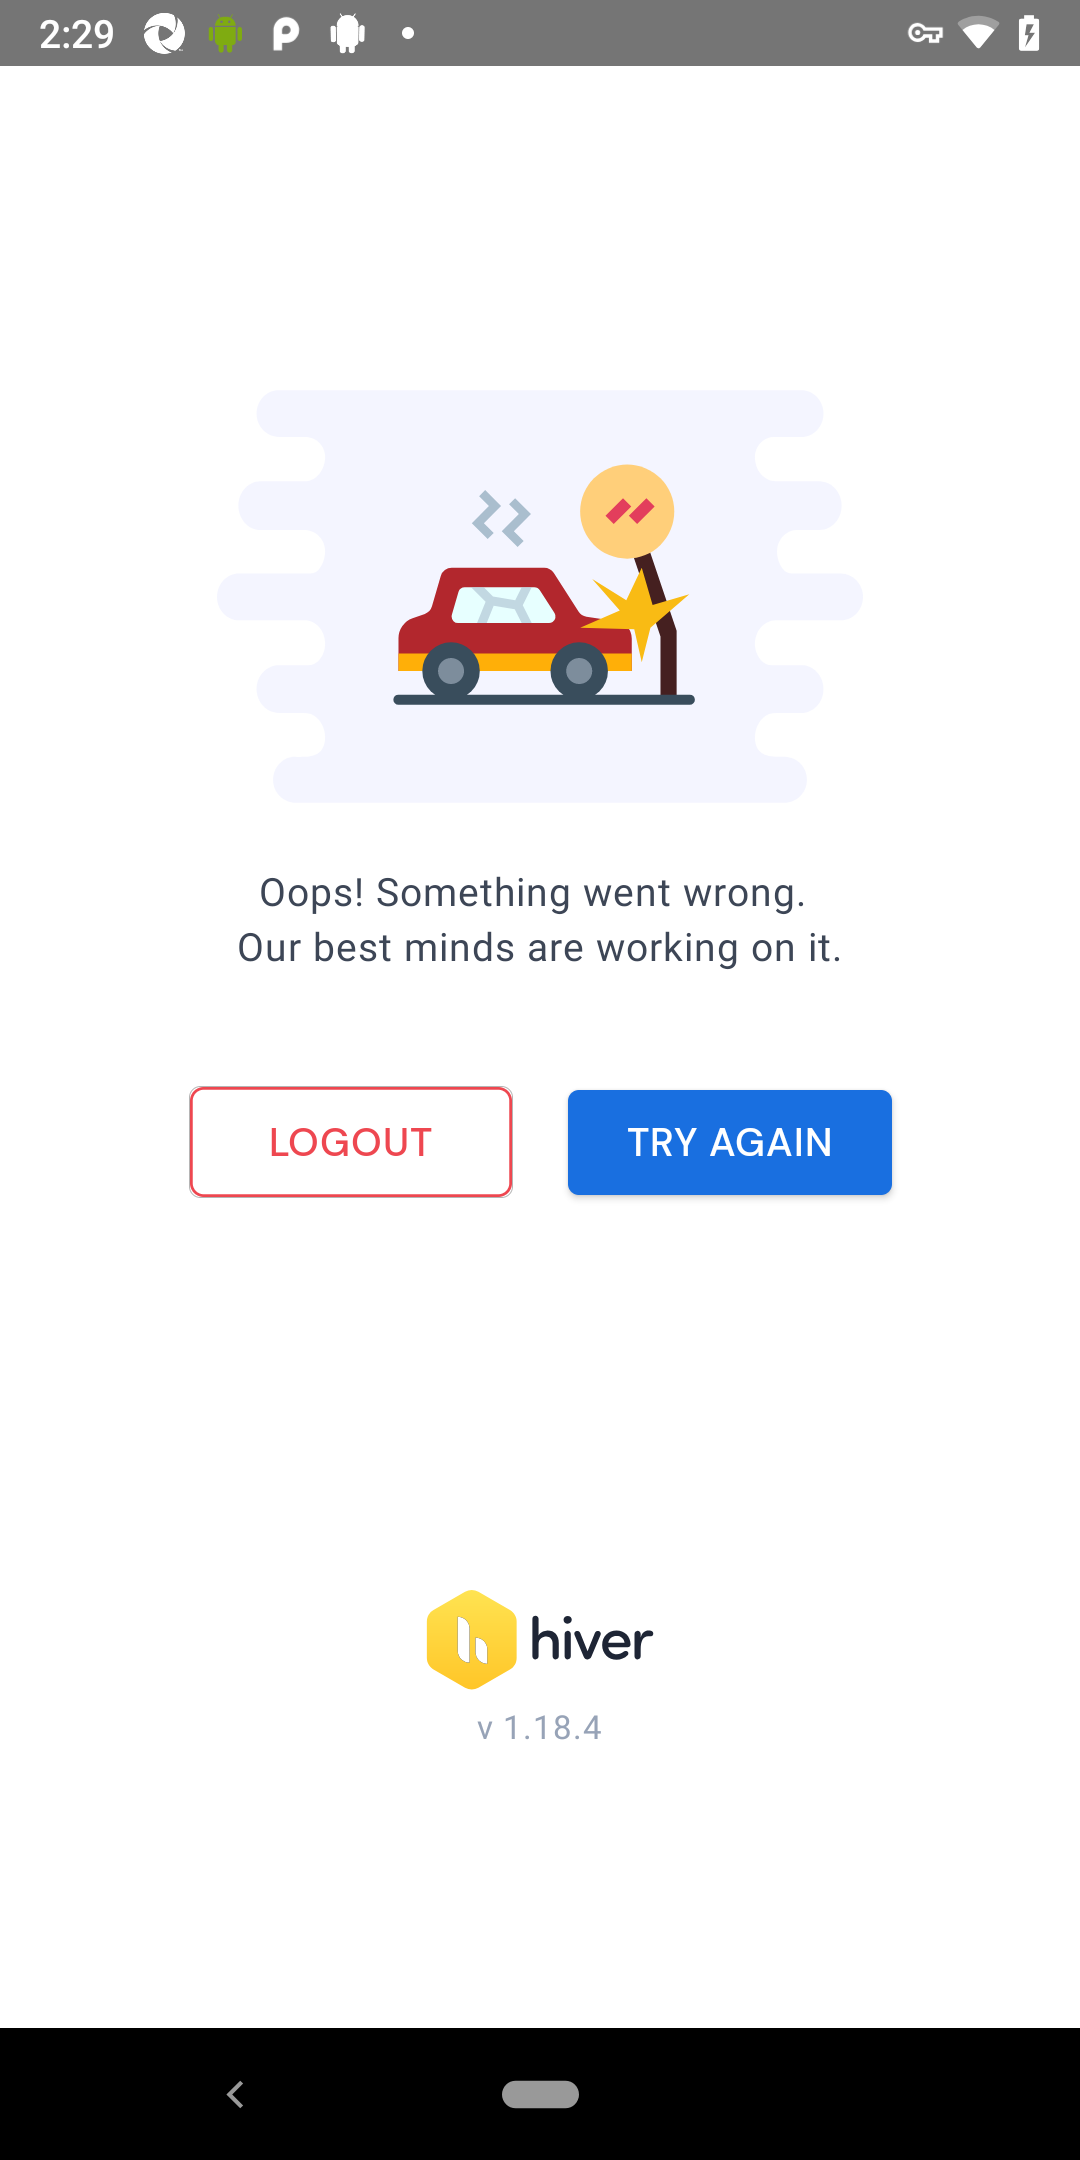 2:29
Oops! Something went wrong.
Our best minds are working on it.
LOGOUT
TRY AGAIN
hiver
v 1.18.4